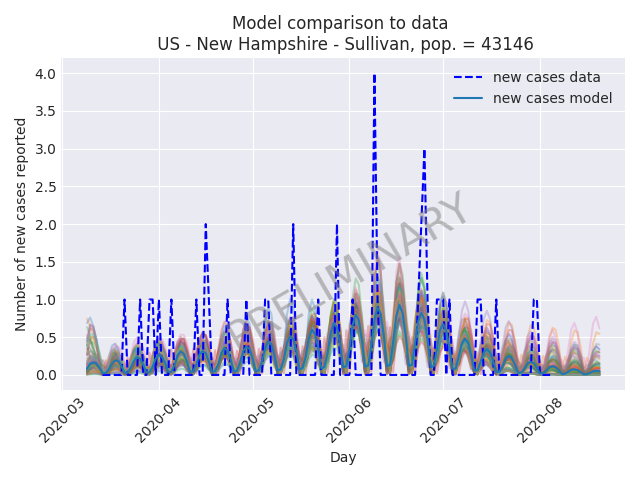 Model comparison to data
US - New Hampshire - Sullivan, pop. = 43146
new cases data
new cases model
Number of new cases reported
4.0
3.5
3.0
2.5
2.0
1.5
1.0
0.5
0.0
PRELIMINARY
2020-03
2020-04
2020-05
2020-06
2020-07
2020-08
Day